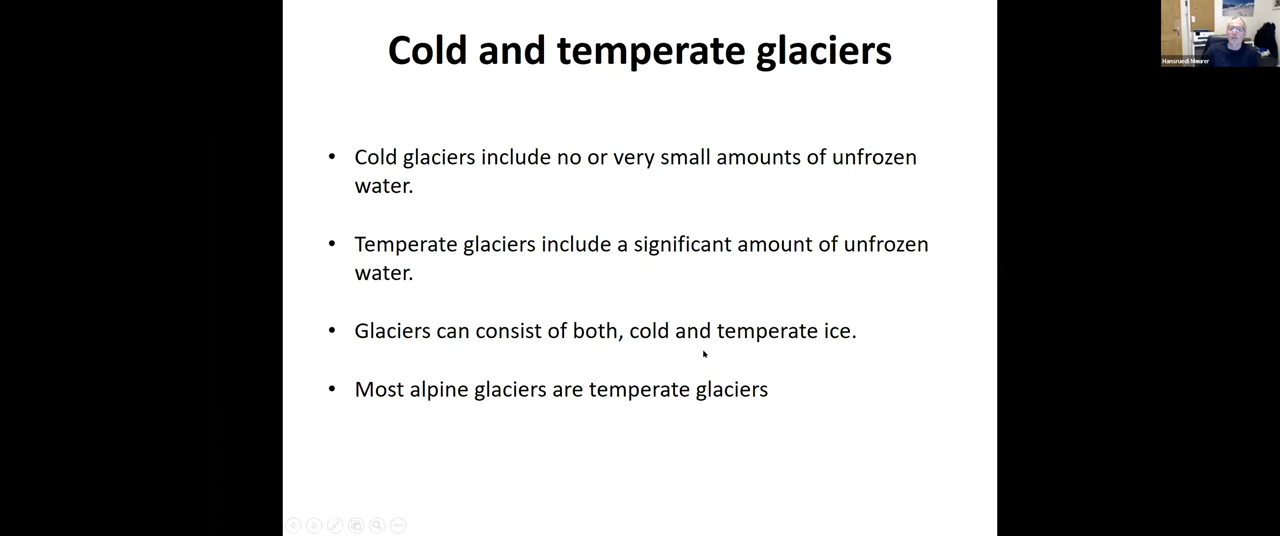 Cold and temperate glaciers
Hansruedi Maurer
• Cold glaciers include no or very small amounts of unfrozen
water.
• Temperate glaciers include a significant amount of unfrozen
water.
• Glaciers can consist of both, cold and temperate ice.
• Most alpine glaciers are temperate glaciers